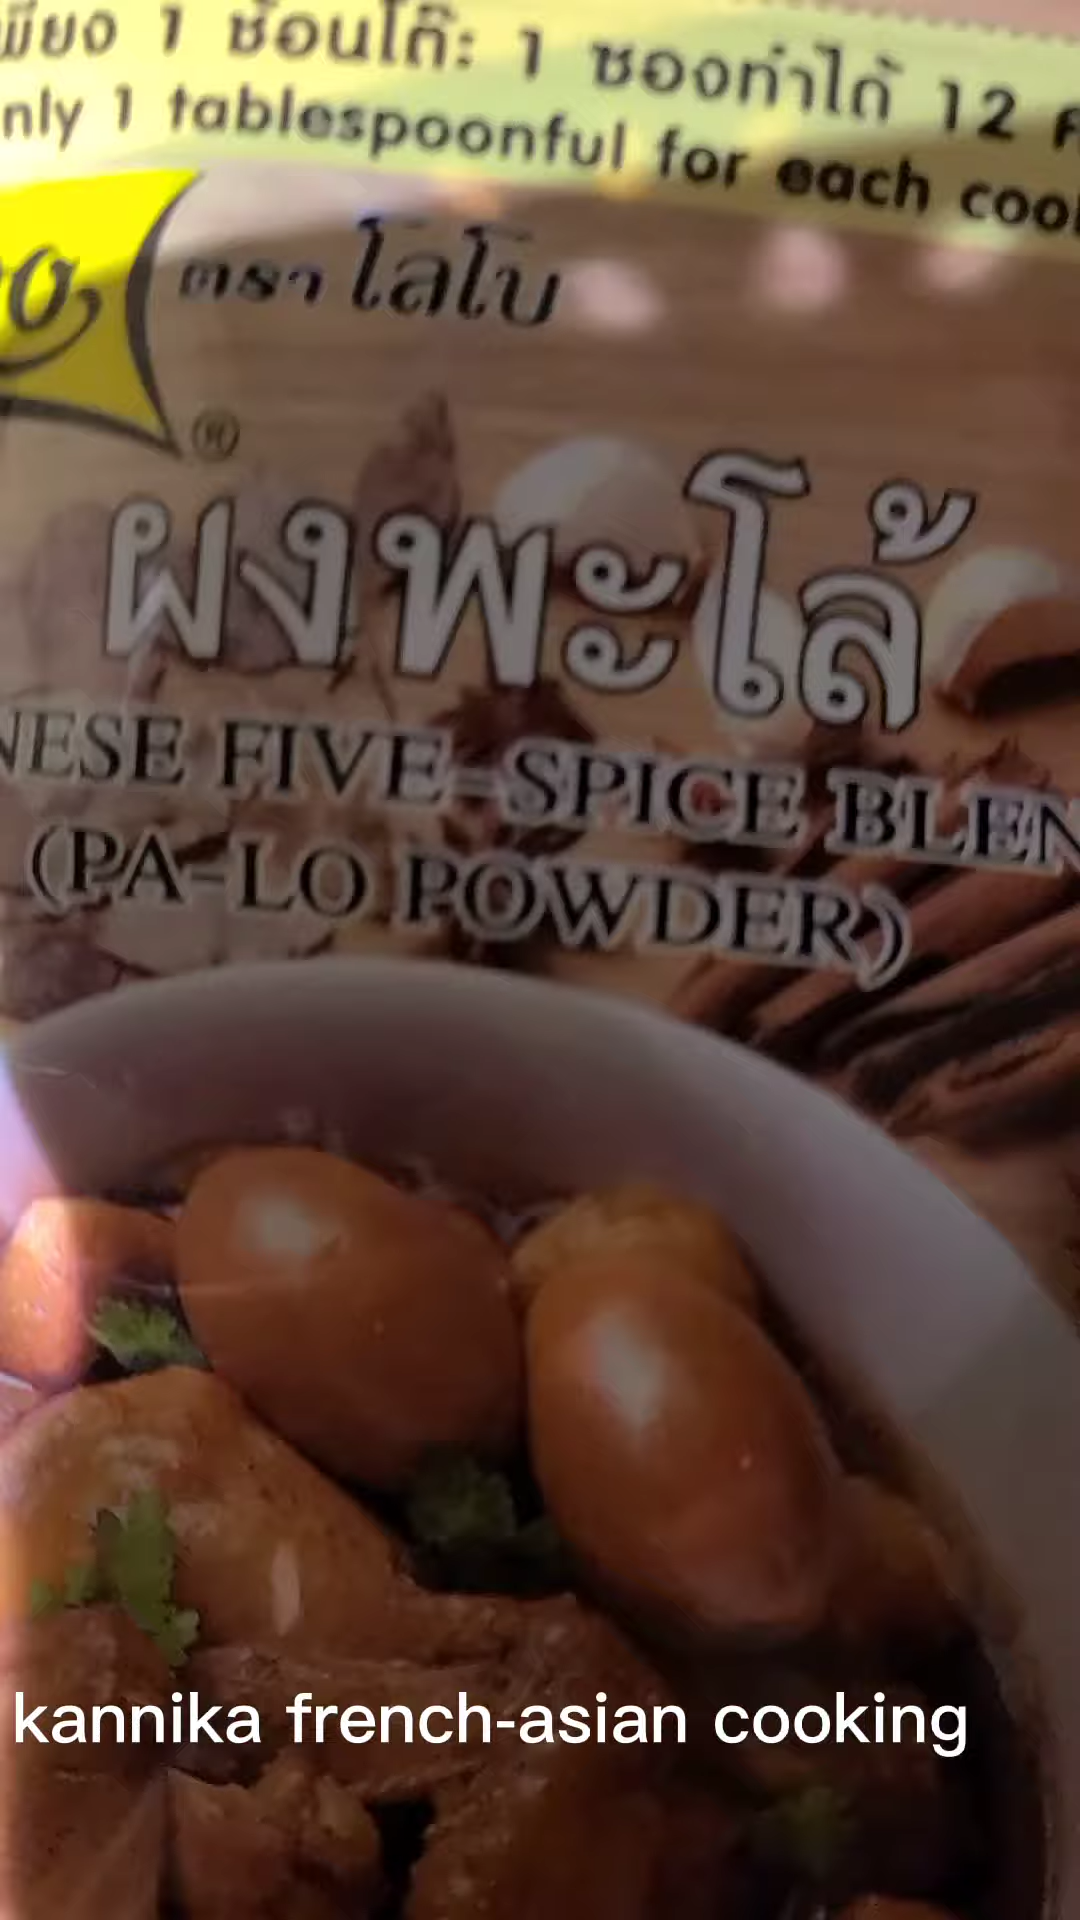 เพียง 1 ช้อนโต๊ะ 1 ซองทำได้ 12
nly 1 tablespoonful for each cook
ตรา โลโบ
®
ผงพะโล้
NESE FIVE-SPICE BLEN
(PA-LO POWDER)
kannika french-asian cooking